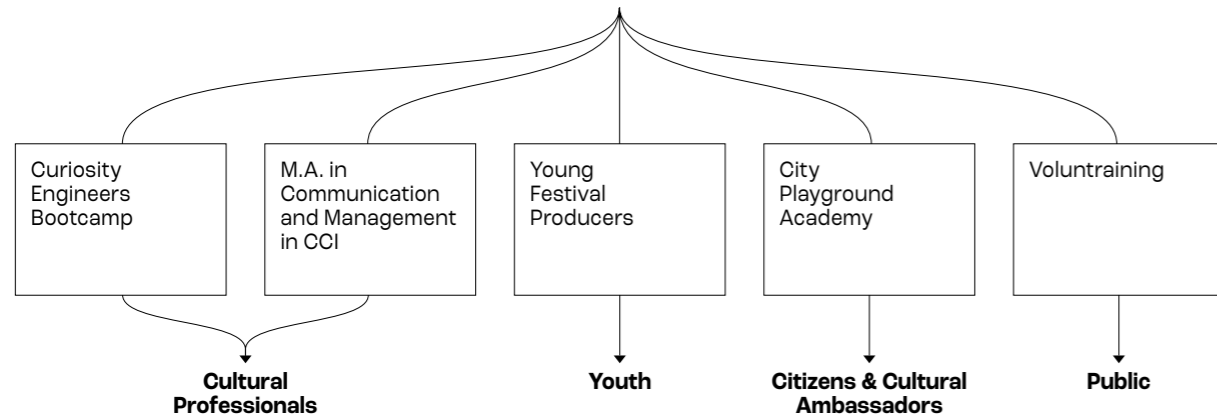 Curiosity
Engineers
Bootcamp
M.A. in
Communication
and Management
in CCI
Young
Festival
Producers
City
Playground
Academy
Voluntraining
Cultural
Professionals
Youth
Citizens & Cultural
Ambassadors
Public